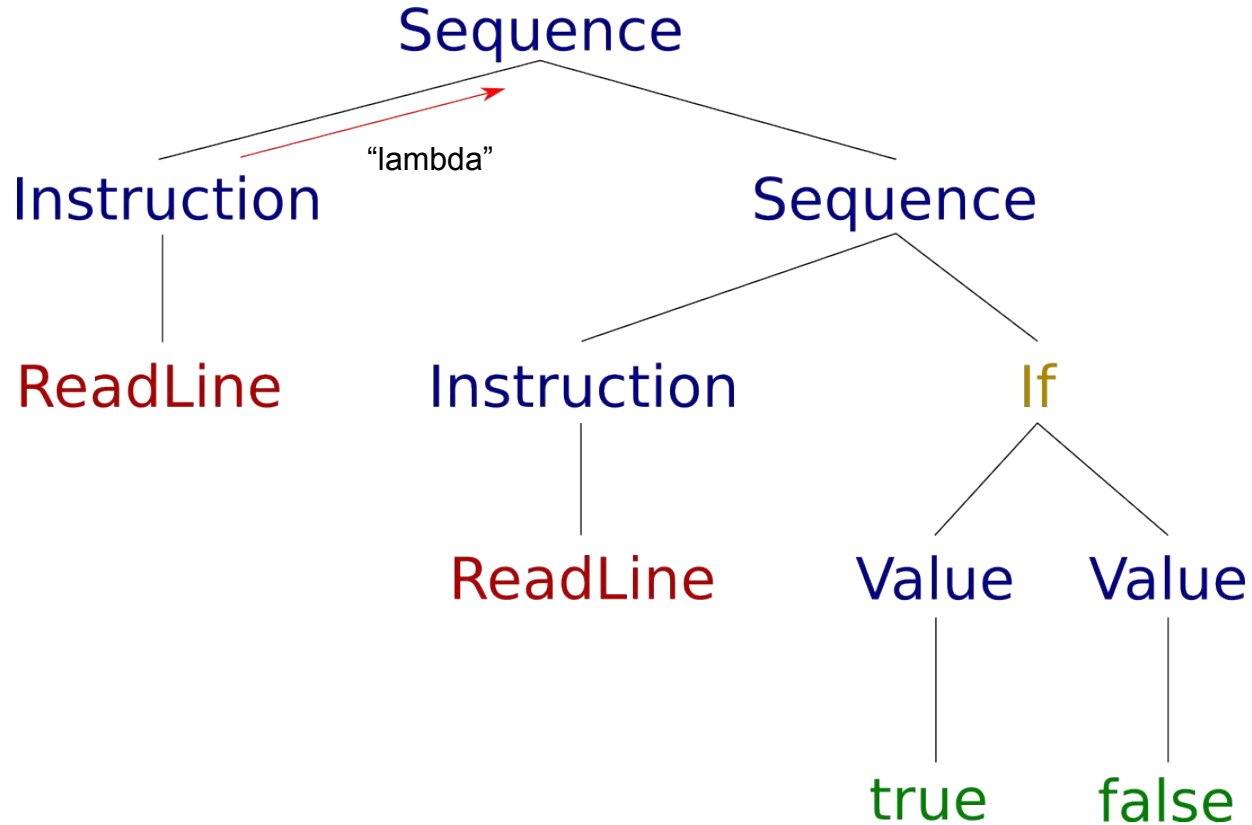 Sequence
“lambda”
Instruction
Sequence
ReadLine
Instruction
If
ReadLine
Value
Value
true
false